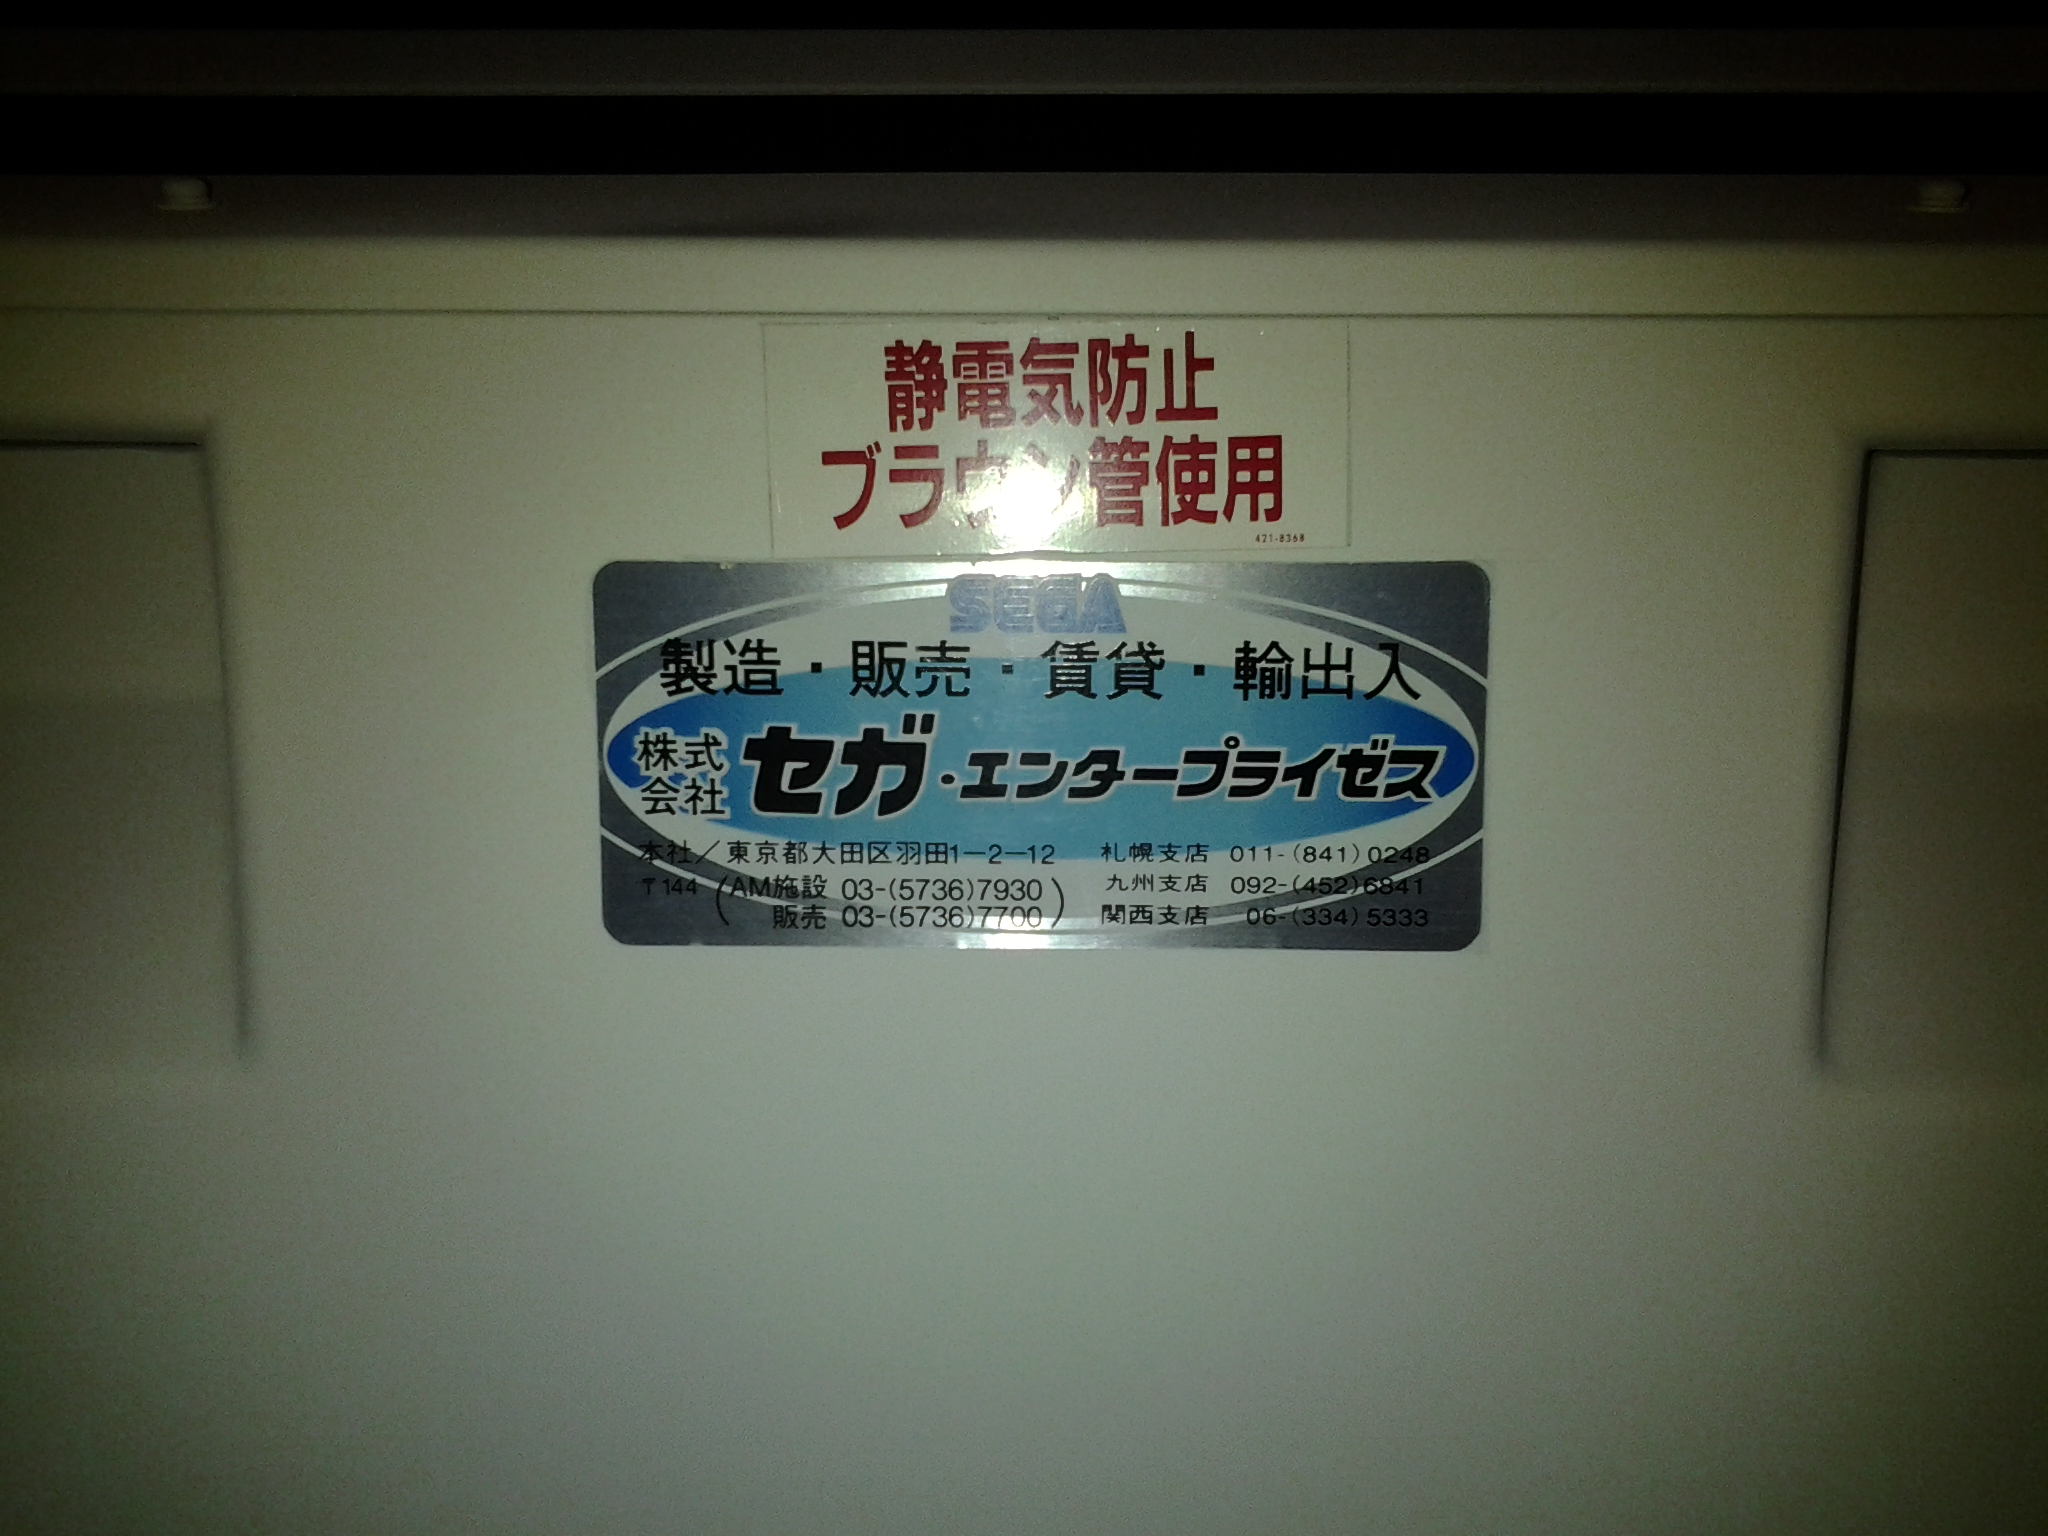 静電気防止
ブラウン管使用
421-8368
SEGA
製造・販売・賃貸・輸出入
株式会社 セガ・エンタープライゼス
本社／東京都大田区羽田1-2-12
〒144 (AM施設 03-(5736)7930
販売 03-(5736)7700)
札幌支店 011-(841)0248
九州支店 092-(452)6841
関西支店 06-(334)5333